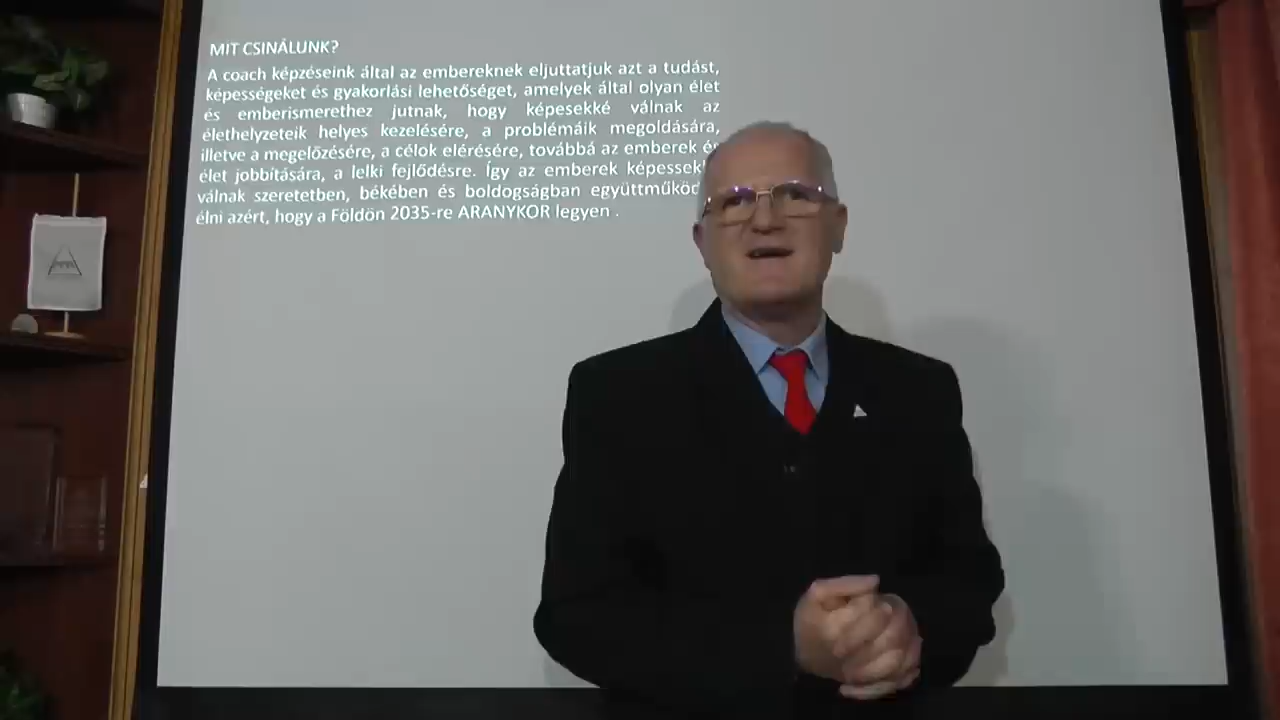 MIT CSINÁLUNK?
A coach képzéseink által az embereknek eljuttatjuk azt a tudást,
képességeket és gyakorlási lehetőséget, amelyek által olyan élet
és emberismerethez jutnak, hogy képesekké válnak az
élethelyzeteik helyes kezelésére, a problémáik megoldására,
illetve a megelőzésére, a célok elérésére, továbbá az emberek
élet jobbítására, a lelki fejlődésre. Így az emberek
válnak szeretetben, békében és boldogságban
élni azért, hogy a Földön 2035-re ARANYKOR legyen .